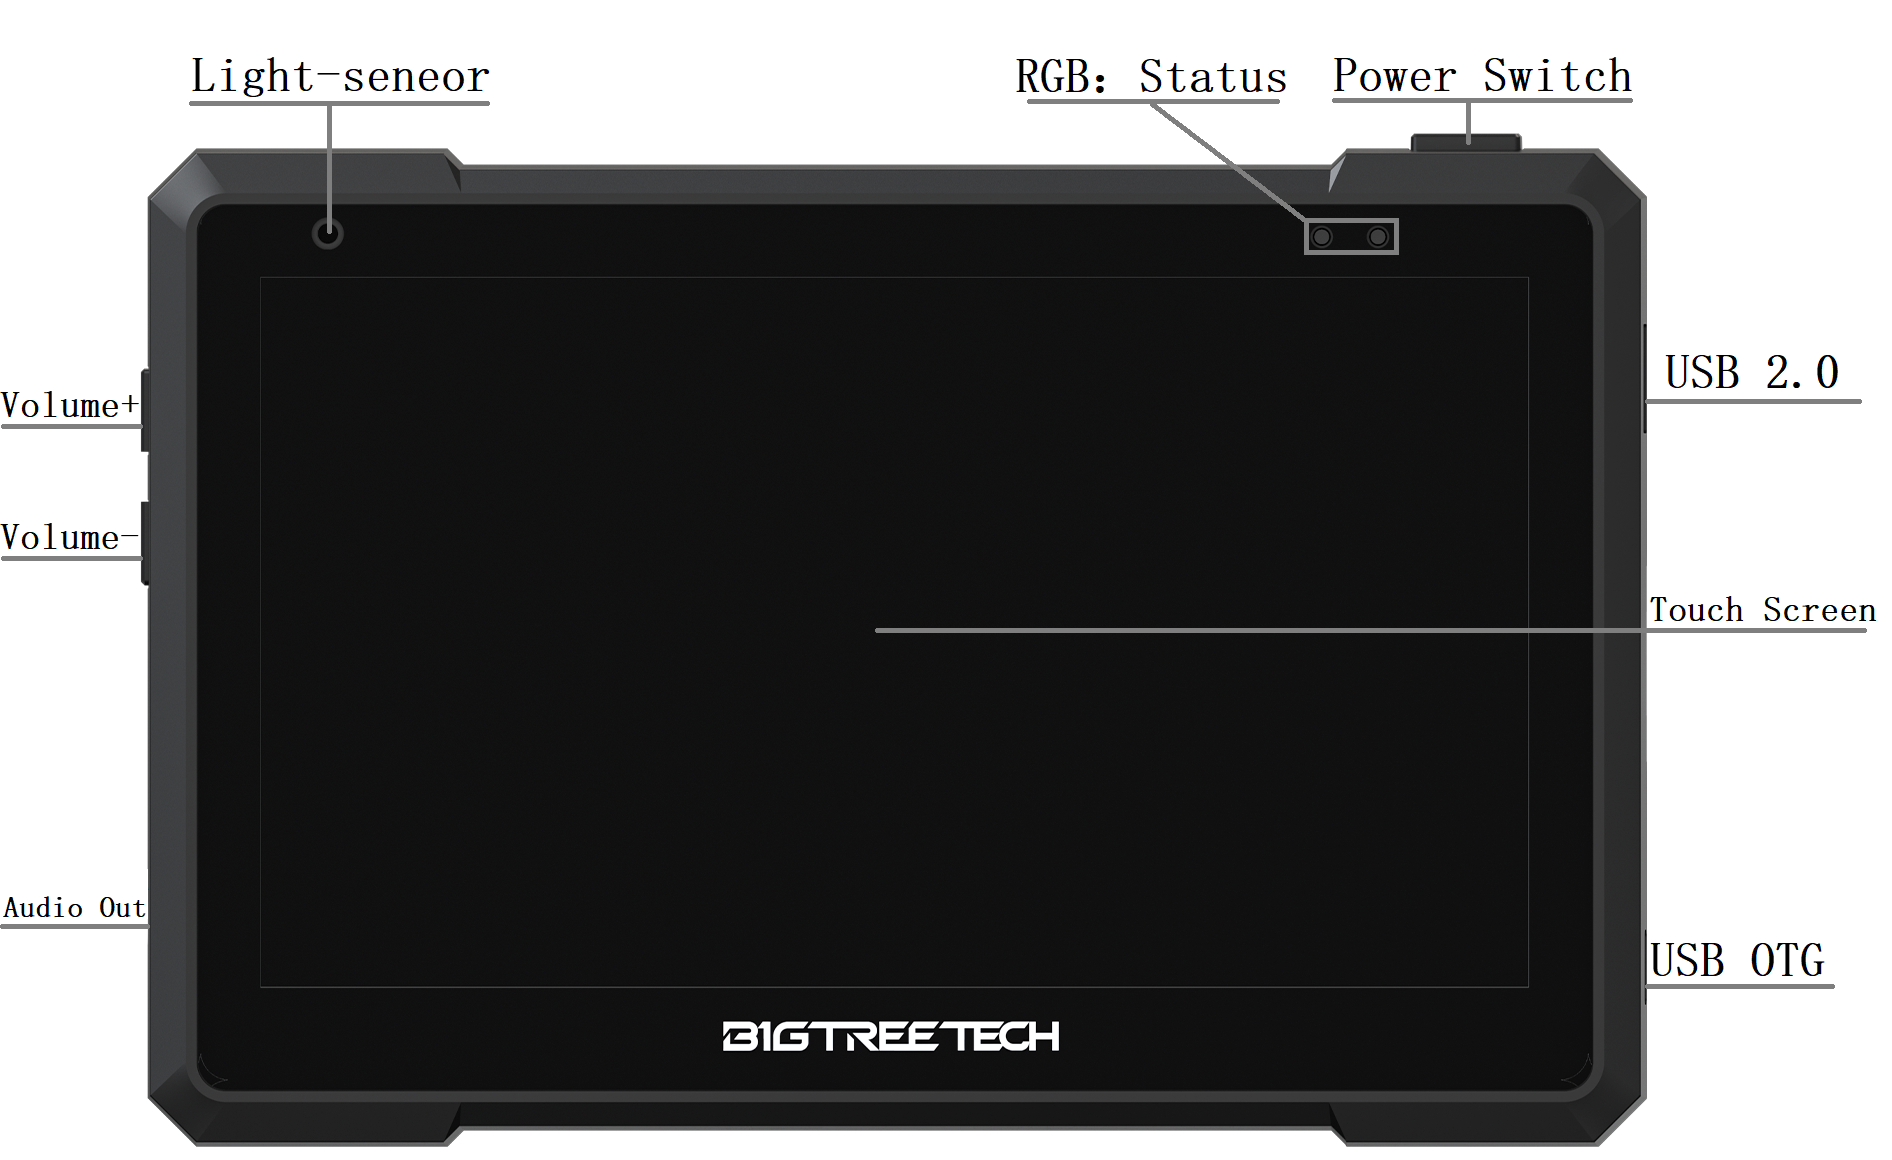 Light-seneor
RGB: Status
Power Switch
Volume+
USB 2.0
Volume-
Touch Screen
Audio Out
USB OTG
BIGTREETECH